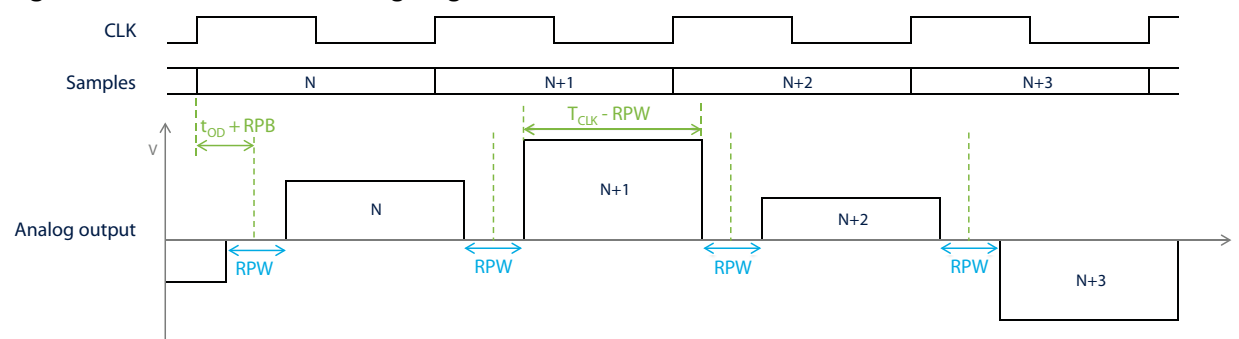 CLK
Samples
N
N+1
N+2
N+3
t_OD + RPB
T_CLK - RPW
V
N+1
N
N+2
Analog output
RPW
RPW
RPW
RPW
N+3